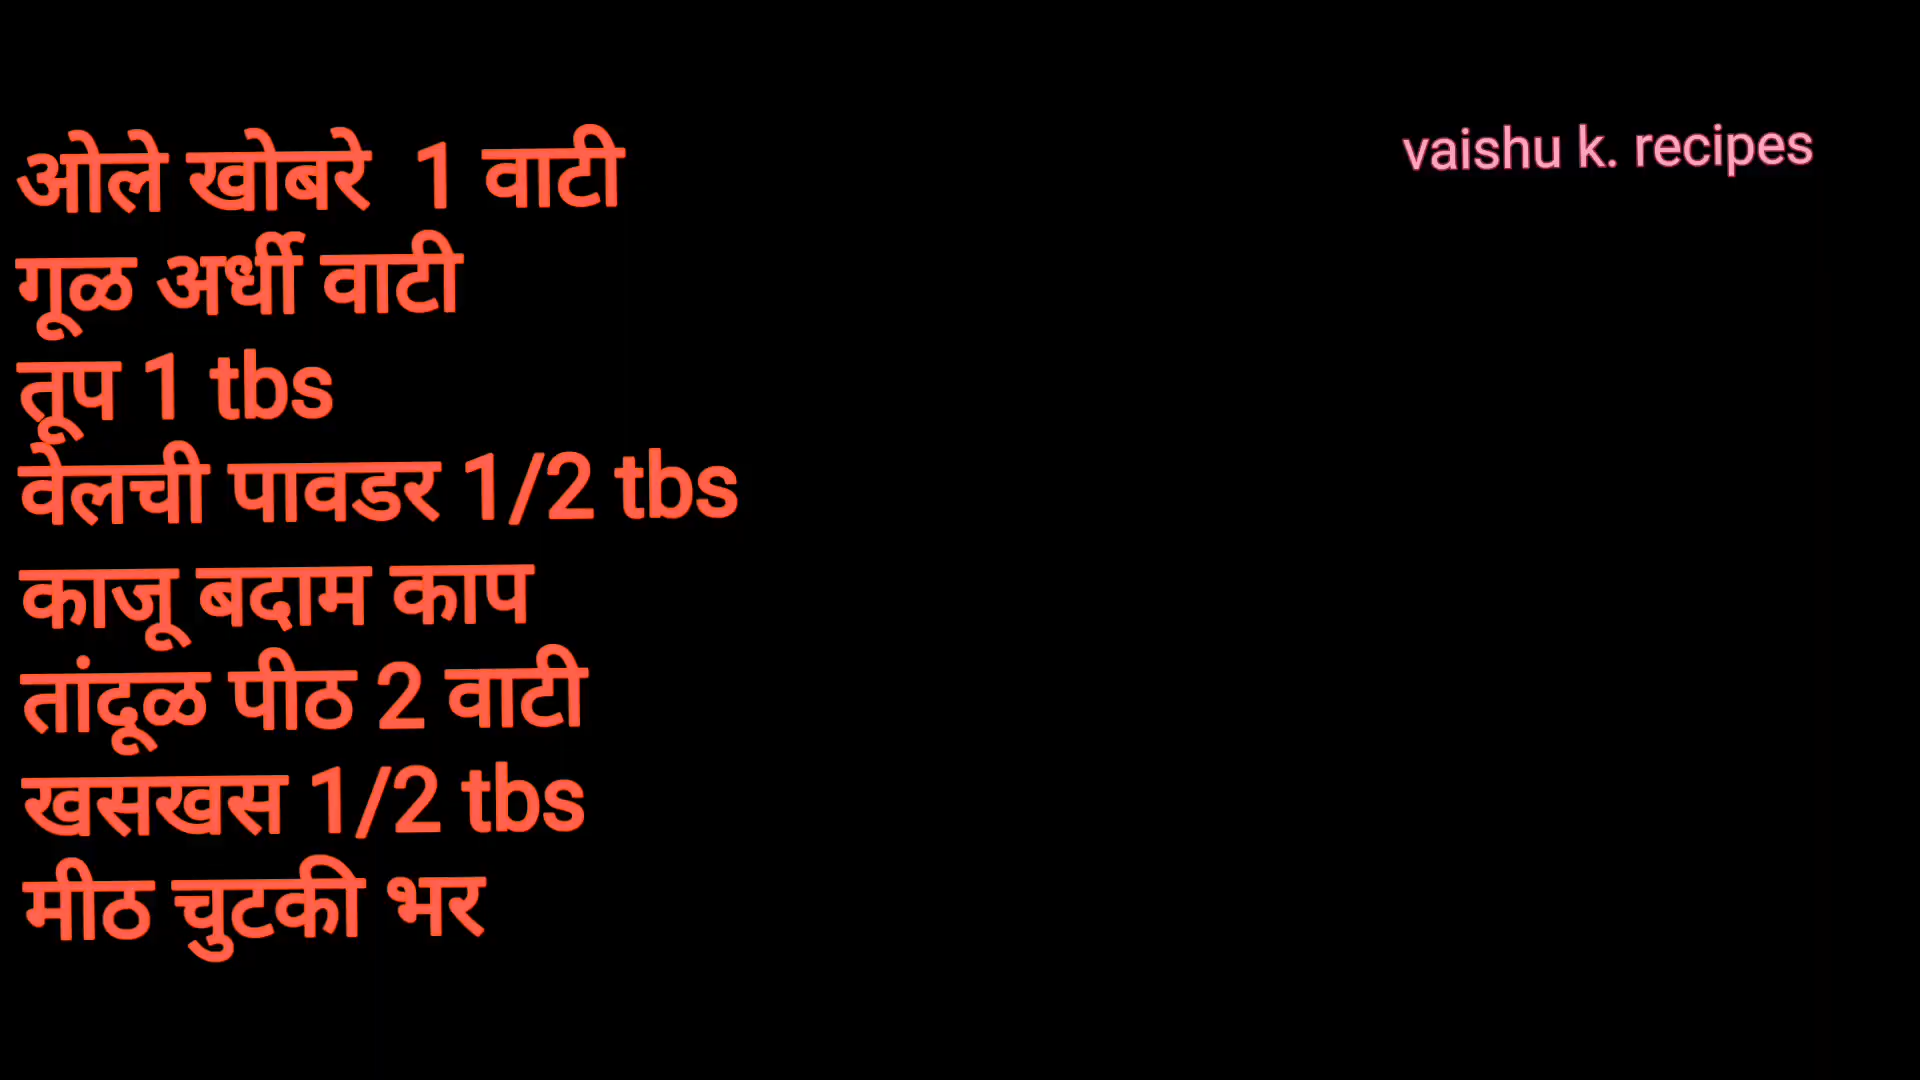 ओले खोबरे 1 वाटी
गूळ अर्धी वाटी
तूप 1 tbs
वेलची पावडर 1/2 tbs
काजू बदाम काप
तांदूळ पीठ 2 वाटी
खसखस 1/2 tbs
मीठ चुटकी भर
vaishu k. recipes